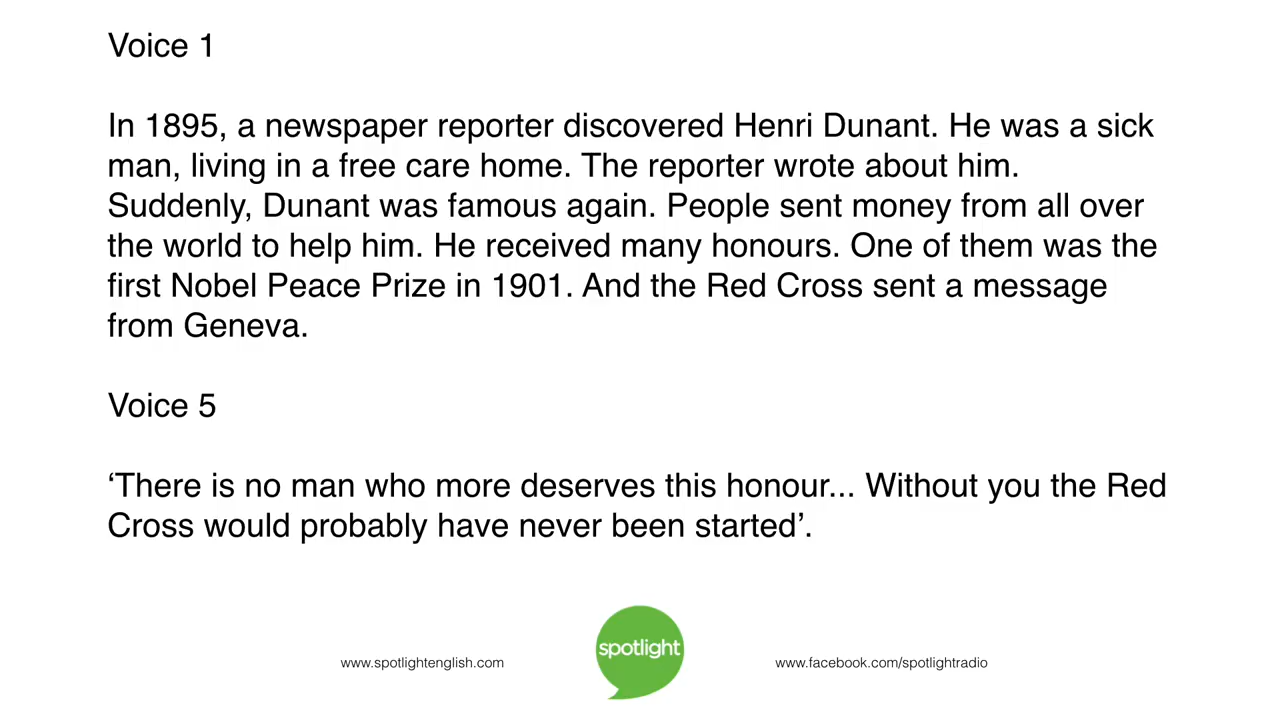 Voice 1
In 1895, a newspaper reporter discovered Henri Dunant. He was a sick
man, living in a free care home. The reporter wrote about him.
Suddenly, Dunant was famous again. People sent money from all over
the world to help him. He received many honours. One of them was the
first Nobel Peace Prize in 1901. And the Red Cross sent a message
from Geneva.
Voice 5
‘There is no man who more deserves this honour... Without you the Red
Cross would probably have never been started’.
www.spotlightenglish.com
spotlight
www.facebook.com/spotlightradio